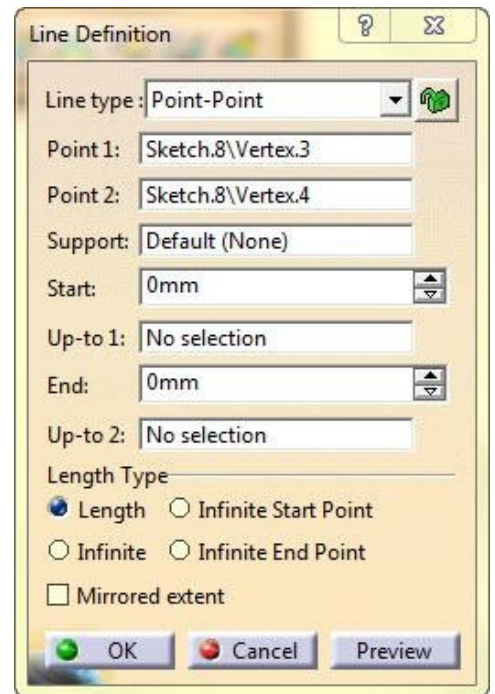 Line Definition
Line type : Point-Point
Point 1: Sketch.8\Vertex.3
Point 2: Sketch.8\Vertex.4
Support: Default (None)
Start: 0mm
Up-to 1: No selection
End: 0mm
Up-to 2: No selection
Length Type
Length Infinite Start Point
Infinite Infinite End Point
Mirrored extent
OK Cancel Preview